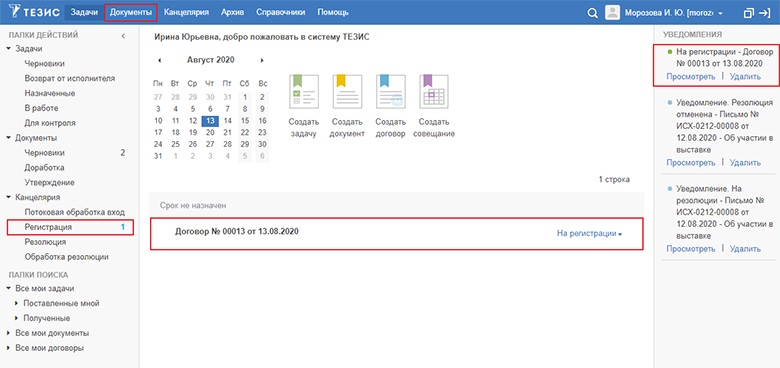 ТЕЗИС Задачи Документы Канцелярия Архив Справочники Помощь Морозова И. Ю. [moroz
ПАПКИ ДЕЙСТВИЙ
Задачи
Черновики
Возврат от исполнителя
Назначенные
В работе
Для контроля
Документы
Черновики 2
Доработка
Утверждение
Канцелярия
Потоковая обработка вход
Регистрация 1
Резолюция
Обработка резолюции
ПАПКИ ПОИСКА
Все мои задачи
Поставленные мной
Полученные
Все мои документы
Все мои договоры
Ирина Юрьевна, добро пожаловать в систему ТЕЗИС
Август 2020
Пн Вт Ср Чт Пт Сб Вс
27 28 29 30 31 1 2
3 4 5 6 7 8 9
10 11 12 13 14 15 16
17 18 19 20 21 22 23
24 25 26 27 28 29 30
31 1 2 3 4 5 6
Создать
задачу
Создать
документ
Создать
договор
Создать
совещание
1 строка
Срок не назначен
Договор № 00013 от 13.08.2020 На регистрации
УВЕДОМЛЕНИЯ
На регистрации - Договор
№ 00013 от 13.08.2020
Просмотреть | Удалить
Уведомление. Резолюция
отменена - Письмо №
ИСХ-0212-00008 от
12.08.2020 - Об участии в
выставке
Просмотреть | Удалить
Уведомление. На
резолюции - Письмо №
ИСХ-0212-00008 от
12.08.2020 - Об участии в
выставке
Просмотреть | Удалить